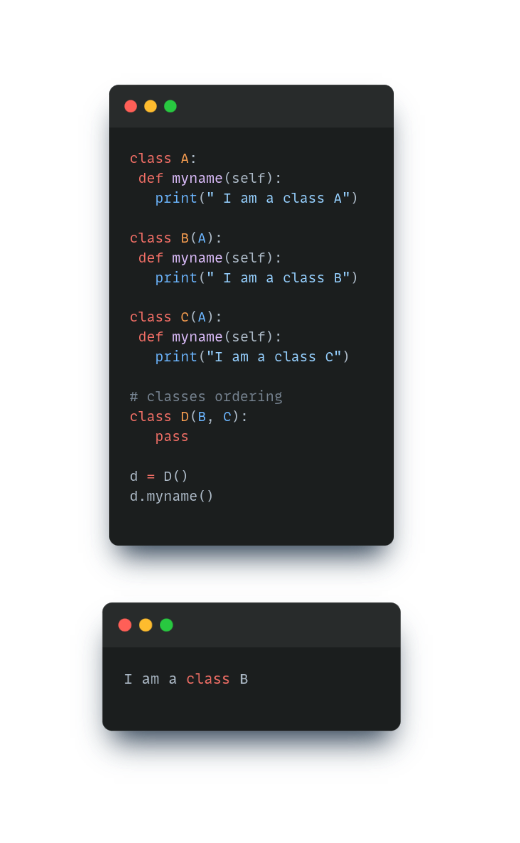 class A:
 def myname(self):
   print(" I am a class A")

class B(A):
 def myname(self):
   print(" I am a class B")

class C(A):
 def myname(self):
   print("I am a class C")

# classes ordering
class D(B, C):
   pass

d = D()
d.myname()

I am a class B